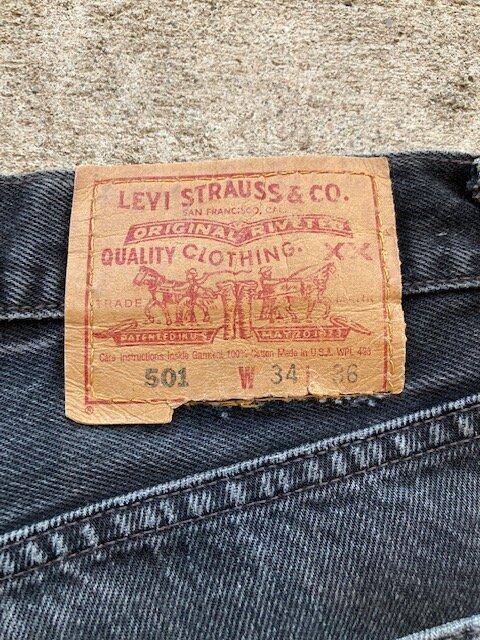 LEVI STRAUSS & CO.
SAN FRANCISCO, CAL.
ORIGINAL RIVETED
QUALITY CLOTHING. XX
TRADE MARK
PATENTED IN U.S. MAY 20 1873
Care Instructions Inside Garment 100% Cotton Made in U.S.A. WPL 423
501 W 34 L 36
®